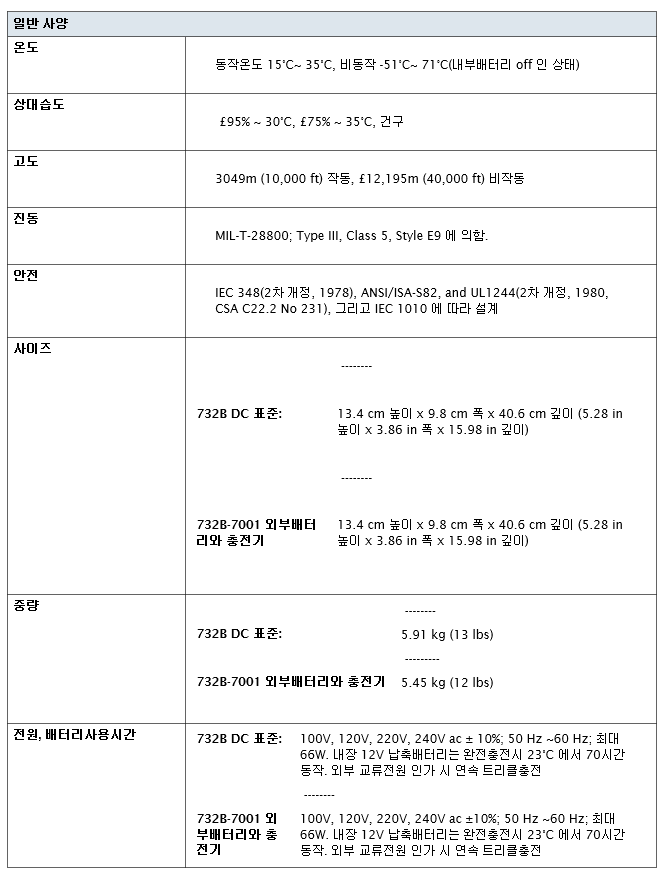 일반 사양
온도
동작온도 15°C~ 35°C, 비동작 -51°C~ 71°C(내부배터리 off 인 상태)
상대습도
£95% ~ 30°C, £75% ~ 35°C, 건구
고도
3049m (10,000 ft) 작동, £12,195m (40,000 ft) 비작동
진동
MIL-T-28800; Type III, Class 5, Style E9 에 의함.
안전
IEC 348(2차 개정, 1978), ANSI/ISA-S82, and UL1244(2차 개정, 1980,
CSA C22.2 No 231), 그리고 IEC 1010 에 따라 설계
사이즈
--------
732B DC 표준:
13.4 cm 높이 x 9.8 cm 폭 x 40.6 cm 깊이 (5.28 in
높이 x 3.86 in 폭 x 15.98 in 깊이)
--------
732B-7001 외부배터
리와 충전기
13.4 cm 높이 x 9.8 cm 폭 x 40.6 cm 깊이 (5.28 in
높이 x 3.86 in 폭 x 15.98 in 깊이)
중량
--------
732B DC 표준:
5.91 kg (13 lbs)
---------
732B-7001 외부배터리와 충전기
5.45 kg (12 lbs)
전원, 배터리사용시간
732B DC 표준:
100V, 120V, 220V, 240V ac ± 10%; 50 Hz ~60 Hz; 최대
66W. 내장 12V 납축배터리는 완전충전시 23°C 에서 70시간
동작. 외부 교류전원 인가 시 연속 트리클충전
--------
732B-7001 외
부배터리와 충
전기
100V, 120V, 220V, 240V ac ±10%; 50 Hz ~60 Hz; 최대
66W. 내장 12V 납축배터리는 완전충전시 23°C 에서 70시간
동작. 외부 교류전원 인가 시 연속 트리클충전